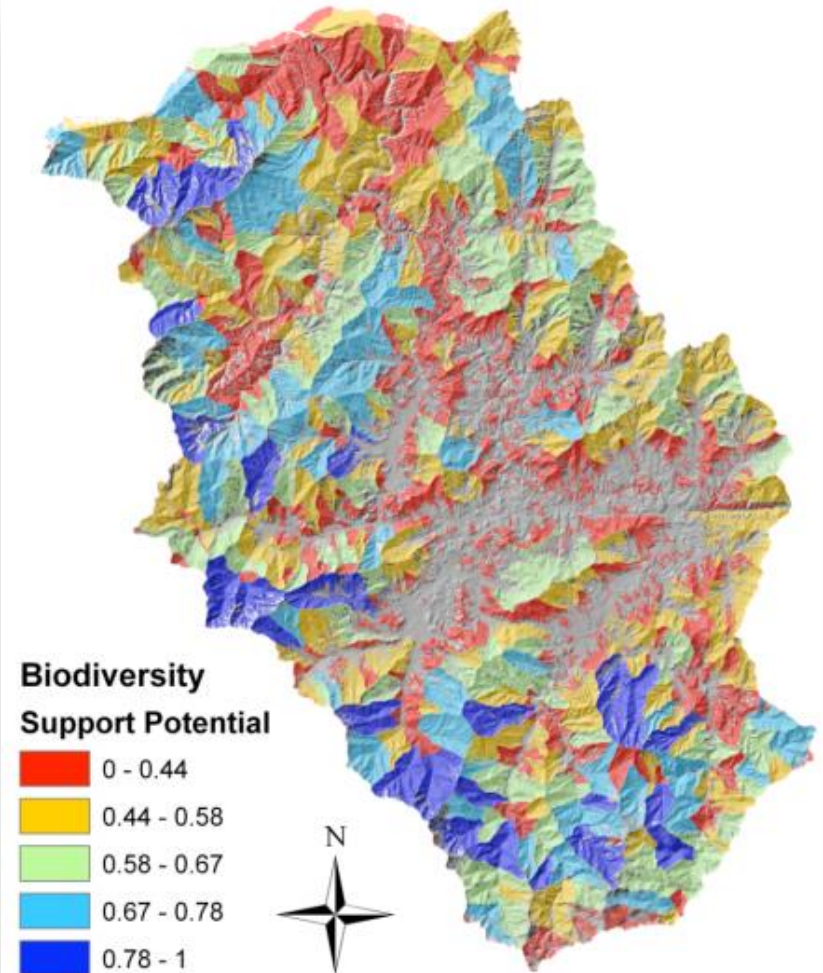 Biodiversity
Support Potential
0 - 0.44
0.44 - 0.58
0.58 - 0.67
0.67 - 0.78
0.78 - 1
N